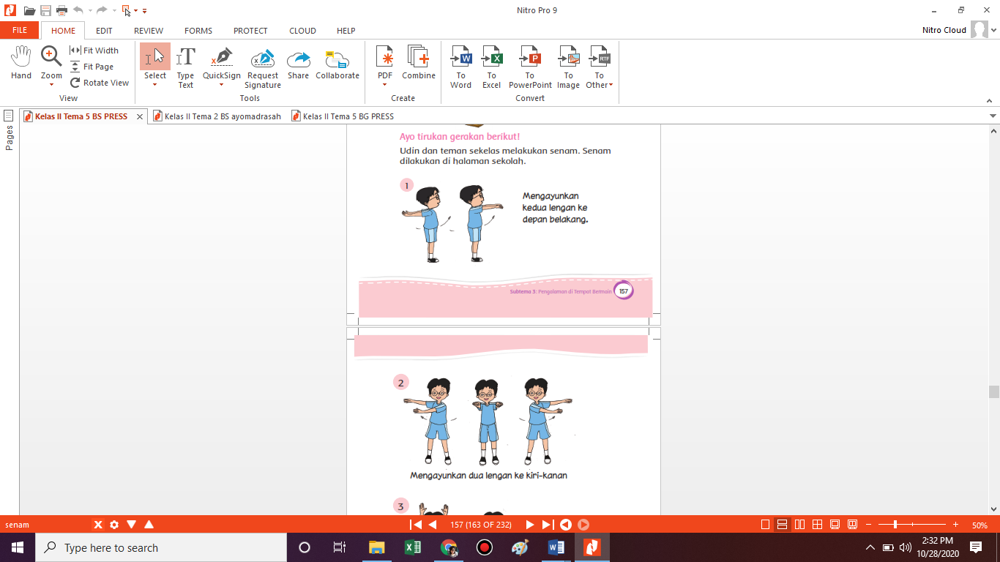 Nitro Pro 9
FILE HOME EDIT REVIEW FORMS PROTECT CLOUD HELP
Nitro Cloud
Hand
Zoom
Fit Width
Fit Page
Rotate View
View
Select
Type Text
QuickSign
Request Signature
Share
Collaborate
Tools
PDF
Combine
Create
To Word
To Excel
To PowerPoint
To Image
To Other
Convert
Pages
Kelas II Tema 5 BS PRESS
Kelas II Tema 2 BS ayomadrasah
Kelas II Tema 5 BG PRESS
Ayo tirukan gerakan berikut!
Udin dan teman sekelas melakukan senam. Senam
dilakukan di halaman sekolah.
1
Mengayunkan
kedua lengan ke
depan belakang.
Subtema 3: Pengalaman di Tempat Bermain 157
2
Mengayunkan dua lengan ke kiri-kanan
3
senam
157 (163 OF 232)
50%
Type here to search
2:32 PM
10/28/2020